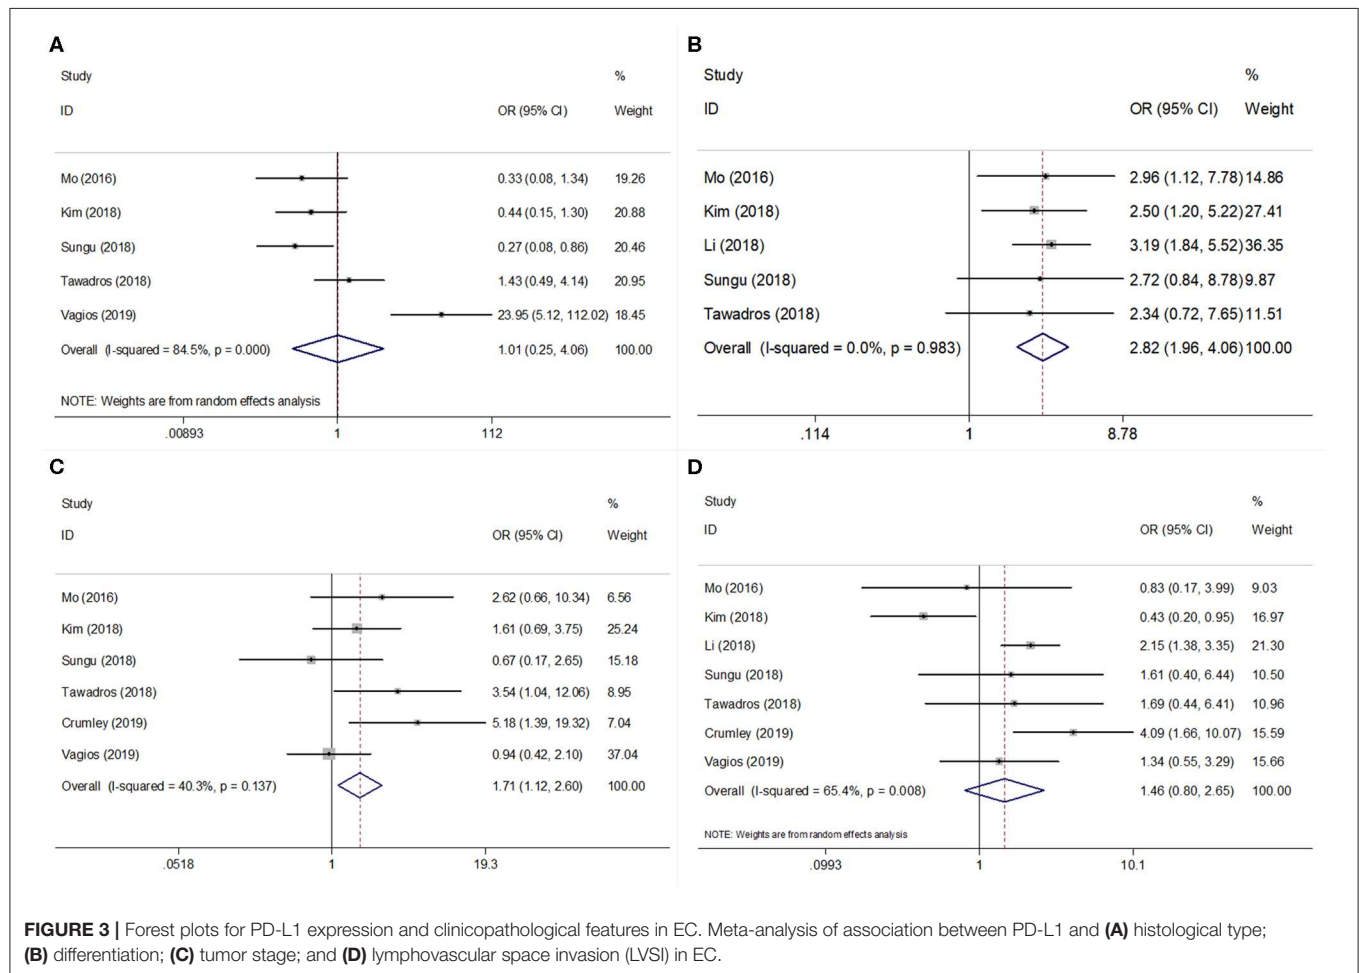 A
Study %
ID OR (95% CI) Weight
Mo (2016) 0.33 (0.08, 1.34) 19.26
Kim (2018) 0.44 (0.15, 1.30) 20.88
Sungu (2018) 0.27 (0.08, 0.86) 20.46
Tawadros (2018) 1.43 (0.49, 4.14) 20.95
Vagios (2019) 23.95 (5.12, 112.02) 18.45
Overall (I-squared = 84.5%, p = 0.000) 1.01 (0.25, 4.06) 100.00
NOTE: Weights are from random effects analysis
.00893 1 112
B
Study %
ID OR (95% CI) Weight
Mo (2016) 2.96 (1.12, 7.78) 14.86
Kim (2018) 2.50 (1.20, 5.22) 27.41
Li (2018) 3.19 (1.84, 5.52) 36.35
Sungu (2018) 2.72 (0.84, 8.78) 9.87
Tawadros (2018) 2.34 (0.72, 7.65) 11.51
Overall (I-squared = 0.0%, p = 0.983) 2.82 (1.96, 4.06) 100.00
.114 1 8.78
C
Study %
ID OR (95% CI) Weight
Mo (2016) 2.62 (0.66, 10.34) 6.56
Kim (2018) 1.61 (0.69, 3.75) 25.24
Sungu (2018) 0.67 (0.17, 2.65) 15.18
Tawadros (2018) 3.54 (1.04, 12.06) 8.95
Crumley (2019) 5.18 (1.39, 19.32) 7.04
Vagios (2019) 0.94 (0.42, 2.10) 37.04
Overall (I-squared = 40.3%, p = 0.137) 1.71 (1.12, 2.60) 100.00
.0518 1 19.3
D
Study %
ID OR (95% CI) Weight
Mo (2016) 0.83 (0.17, 3.99) 9.03
Kim (2018) 0.43 (0.20, 0.95) 16.97
Li (2018) 2.15 (1.38, 3.35) 21.30
Sungu (2018) 1.61 (0.40, 6.44) 10.50
Tawadros (2018) 1.69 (0.44, 6.41) 10.96
Crumley (2019) 4.09 (1.66, 10.07) 15.59
Vagios (2019) 1.34 (0.55, 3.29) 15.66
Overall (I-squared = 65.4%, p = 0.008) 1.46 (0.80, 2.65) 100.00
NOTE: Weights are from random effects analysis
.0993 1 10.1
FIGURE 3 | Forest plots for PD-L1 expression and clinicopathological features in EC. Meta-analysis of association between PD-L1 and (A) histological type;
(B) differentiation; (C) tumor stage; and (D) lymphovascular space invasion (LVSI) in EC.